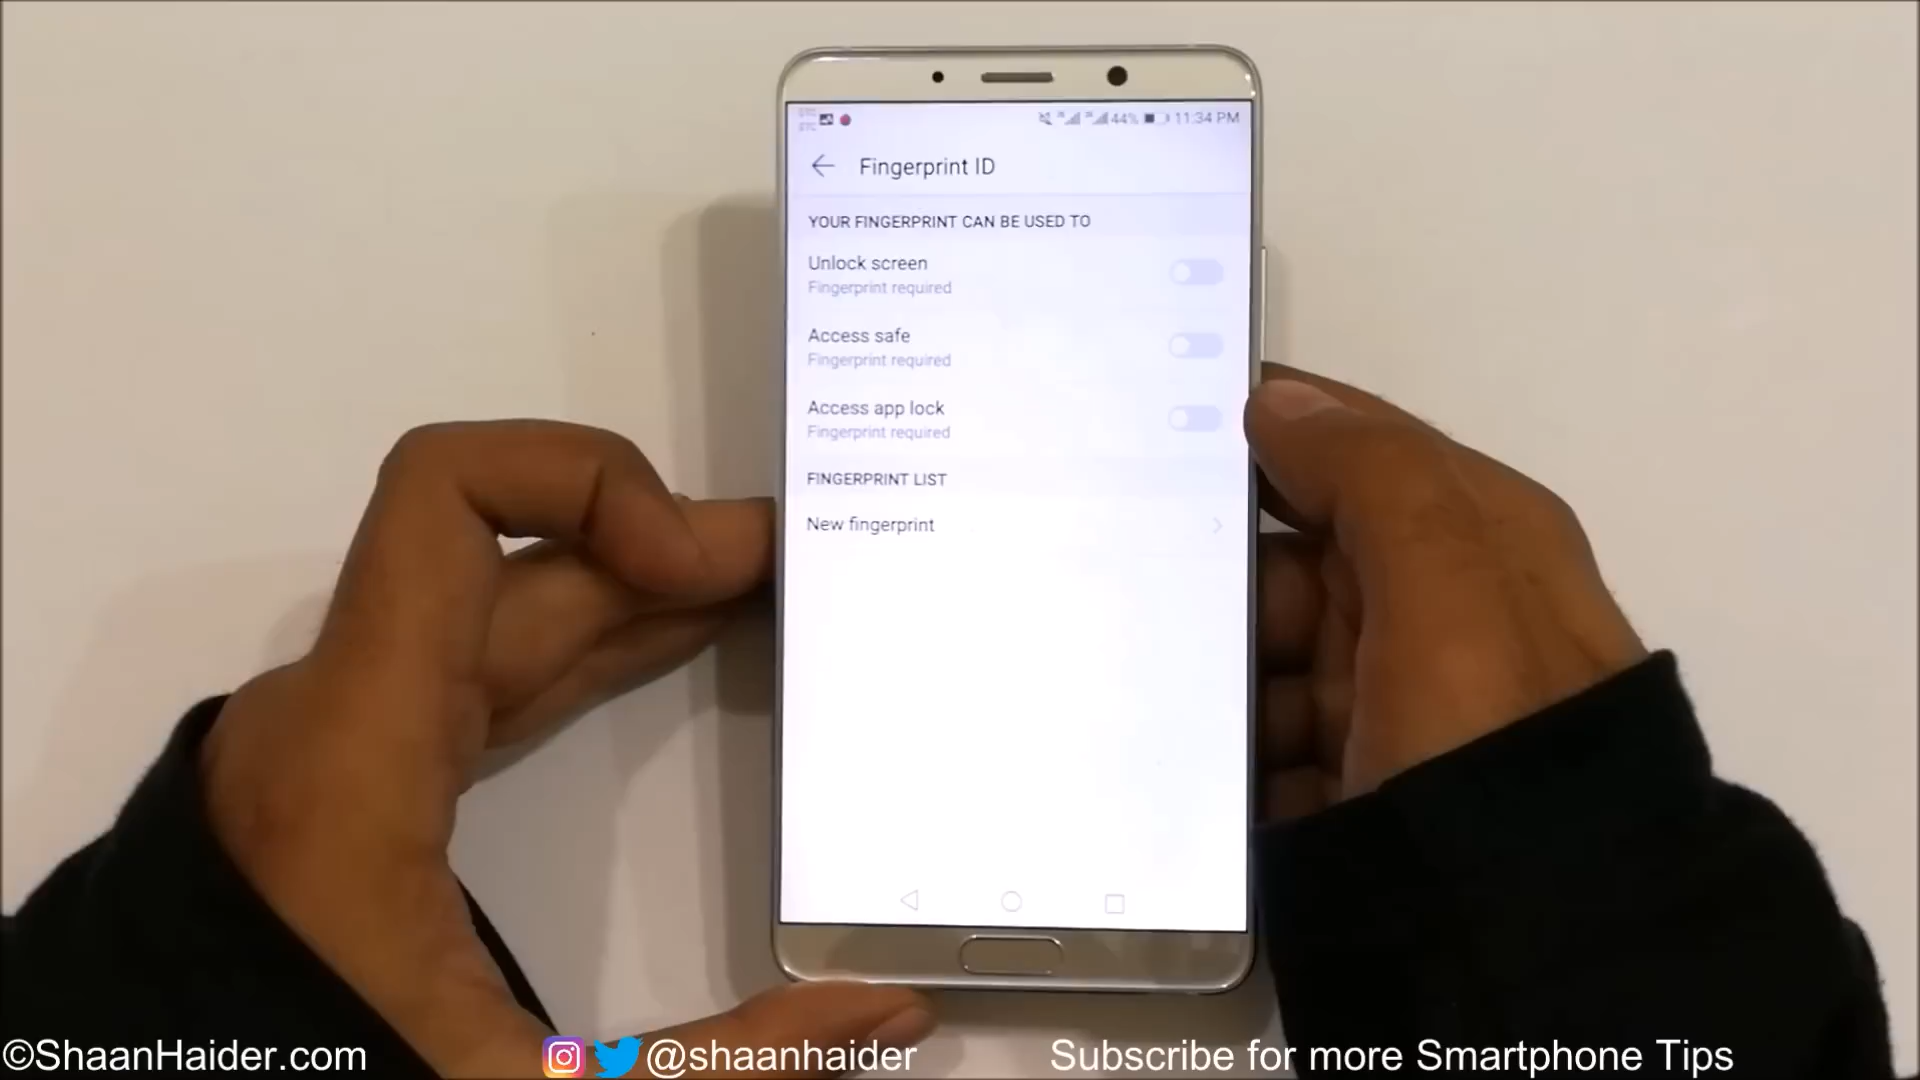 44% 11:34 PM
Fingerprint ID
YOUR FINGERPRINT CAN BE USED TO
Unlock screen
Fingerprint required
Access safe
Fingerprint required
Access app lock
Fingerprint required
FINGERPRINT LIST
New fingerprint
©ShaanHaider.com @shaanhaider Subscribe for more Smartphone Tips